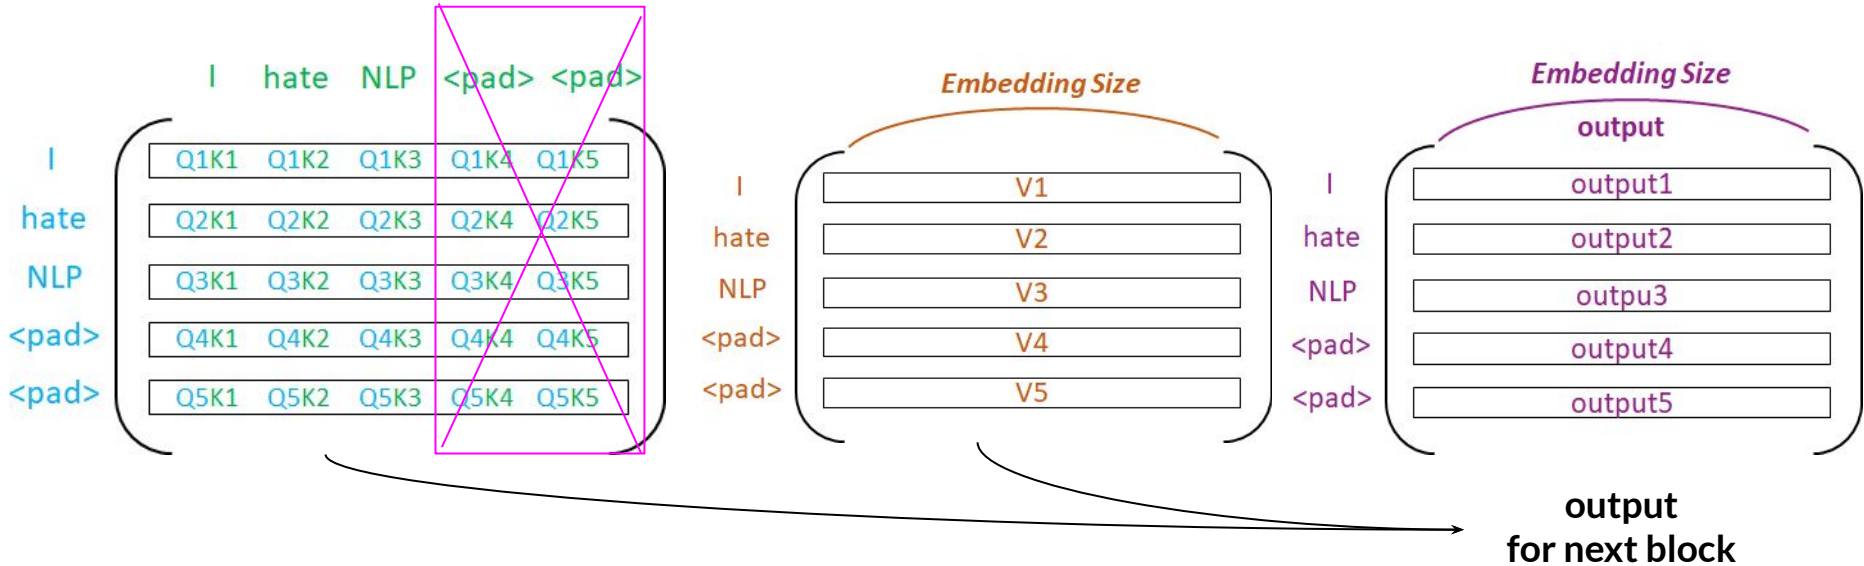 I hate NLP <pad> <pad>
I Q1K1 Q1K2 Q1K3 Q1K4 Q1K5
hate Q2K1 Q2K2 Q2K3 Q2K4 Q2K5
NLP Q3K1 Q3K2 Q3K3 Q3K4 Q3K5
<pad> Q4K1 Q4K2 Q4K3 Q4K4 Q4K5
<pad> Q5K1 Q5K2 Q5K3 Q5K4 Q5K5
Embedding Size
I V1
hate V2
NLP V3
<pad> V4
<pad> V5
Embedding Size
output
I output1
hate output2
NLP outpu3
<pad> output4
<pad> output5
output
for next block